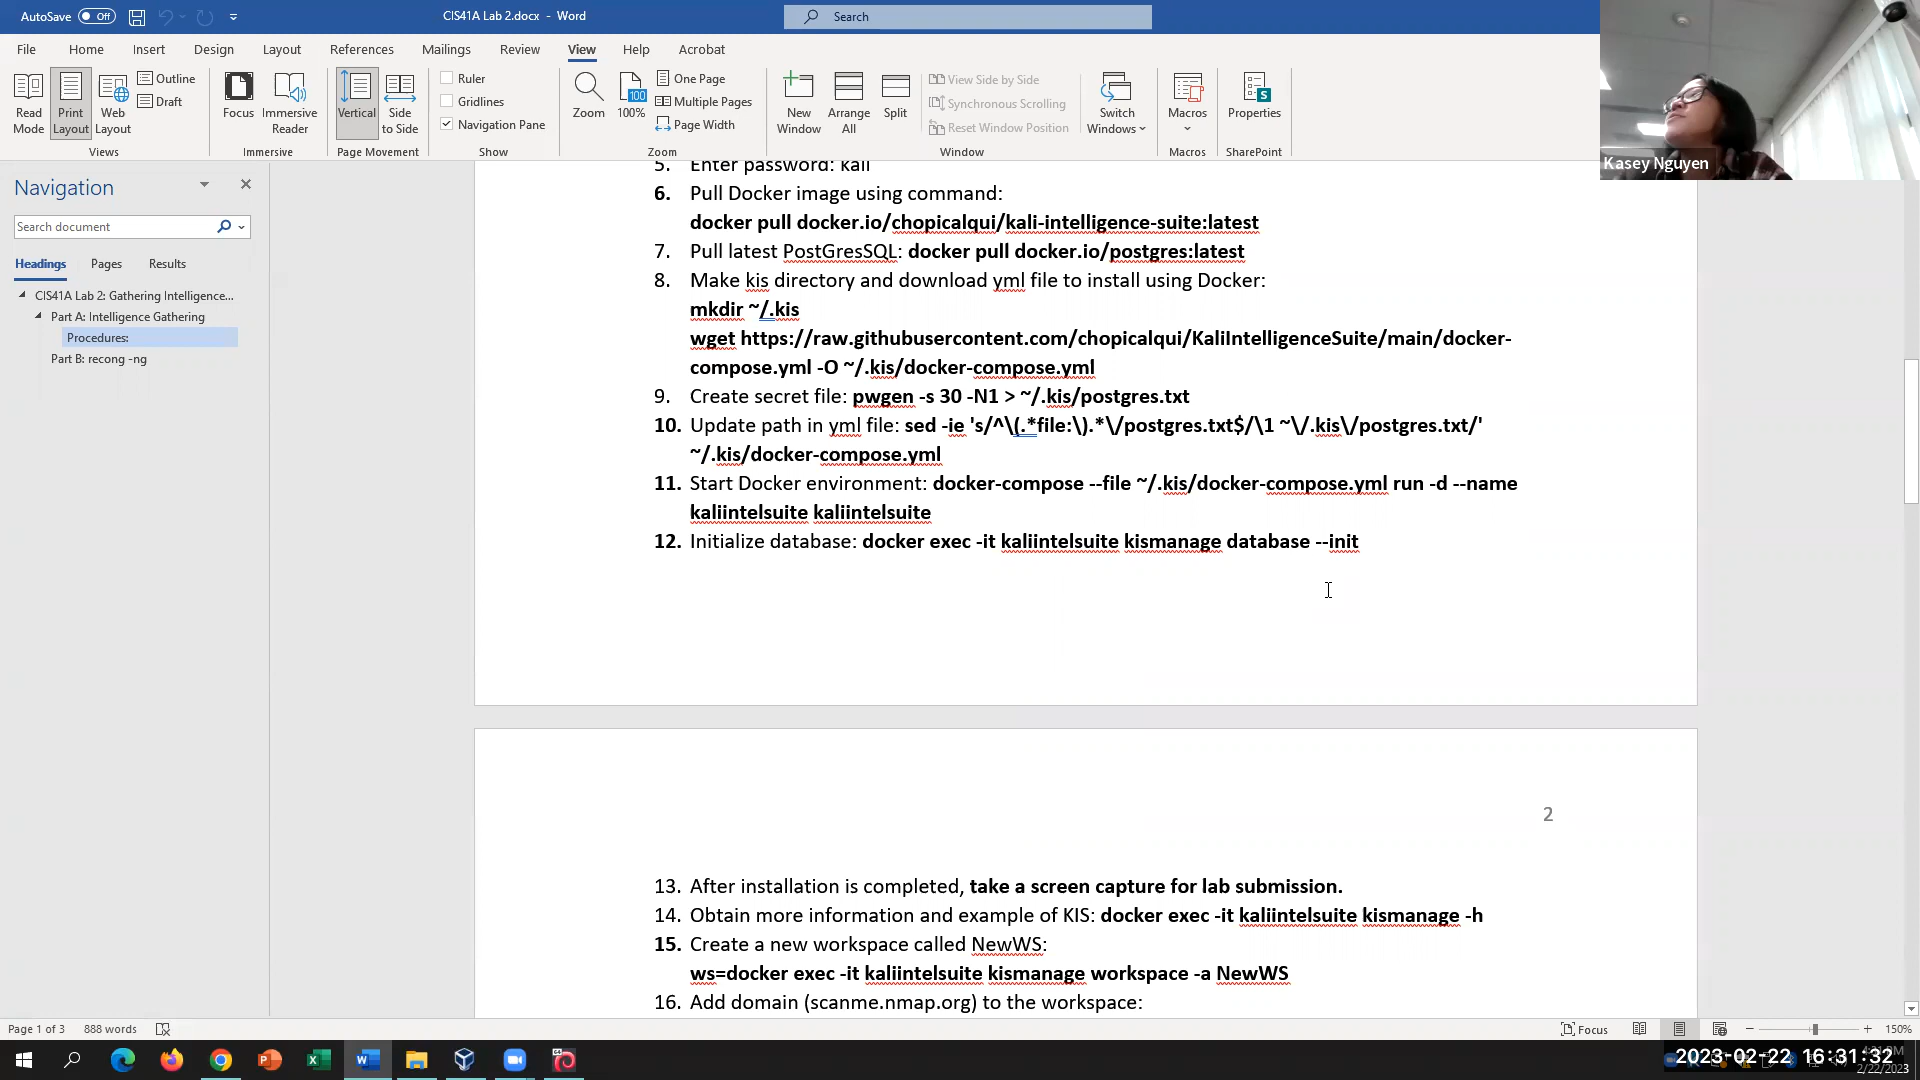 AutoSave Off
CIS41A Lab 2.docx - Word
Search
File Home Insert Design Layout References Mailings Review View Help Acrobat
Read Mode
Print Layout
Web Layout
Outline
Draft
Views
Focus
Immersive Reader
Immersive
Vertical
Side to Side
Page Movement
Ruler
Gridlines
Navigation Pane
Show
Zoom
100
100%
One Page
Multiple Pages
Page Width
Zoom
New Window
Arrange All
Split
View Side by Side
Synchronous Scrolling
Reset Window Position
Switch Windows
Window
Macros
Macros
S
Properties
SharePoint
Kasey Nguyen
Navigation
Search document
Headings Pages Results
CIS41A Lab 2: Gathering Intelligence...
Part A: Intelligence Gathering
Procedures:
Part B: recong -ng
5. Enter password: kali
6. Pull Docker image using command:
docker pull docker.io/chopicalqui/kali-intelligence-suite:latest
7. Pull latest PostGresSQL: docker pull docker.io/postgres:latest
8. Make kis directory and download yml file to install using Docker:
mkdir ~/.kis
wget https://raw.githubusercontent.com/chopicalqui/KaliIntelligenceSuite/main/docker-
compose.yml -O ~/.kis/docker-compose.yml
9. Create secret file: pwgen -s 30 -N1 > ~/.kis/postgres.txt
10. Update path in yml file: sed -ie 's/^\(.*file:\).*\/postgres.txt$/\1 ~\/.kis\/postgres.txt/'
~/.kis/docker-compose.yml
11. Start Docker environment: docker-compose --file ~/.kis/docker-compose.yml run -d --name
kaliintelsuite kaliintelsuite
12. Initialize database: docker exec -it kaliintelsuite kismanage database --init
2
13. After installation is completed, take a screen capture for lab submission.
14. Obtain more information and example of KIS: docker exec -it kaliintelsuite kismanage -h
15. Create a new workspace called NewWS:
ws=docker exec -it kaliintelsuite kismanage workspace -a NewWS
16. Add domain (scanme.nmap.org) to the workspace:
Page 1 of 3 888 words
Focus
150%
2023-02-22 16:31:32
2/22/2023